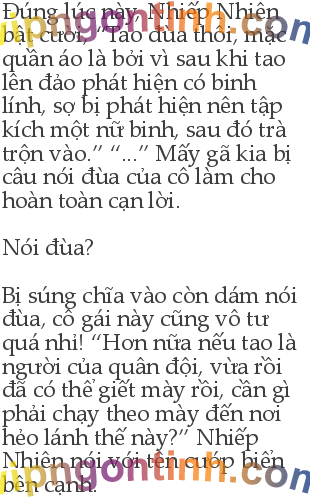 Đúng lúc này, Nhiếp Nhiên
bật cười, “Tao đùa thôi, mặc
quần áo là bởi vì sau khi tao
lên đảo phát hiện có binh
lính, sợ bị phát hiện nên tập
kích một nữ binh, sau đó trà
trộn vào.” “...” Mấy gã kia bị
câu nói đùa của cô làm cho
hoàn toàn cạn lời.
Nói đùa?
Bị súng chĩa vào còn dám nói
đùa, cô gái này cũng vô tư
quá nhỉ! “Hơn nữa nếu tao là
người của quân đội, vừa rồi
đã có thể giết mày rồi, cần gì
phải chạy theo mày đến nơi
hẻo lánh thế này?” Nhiếp
Nhiên nói với tên cướp biển
bên cạnh.